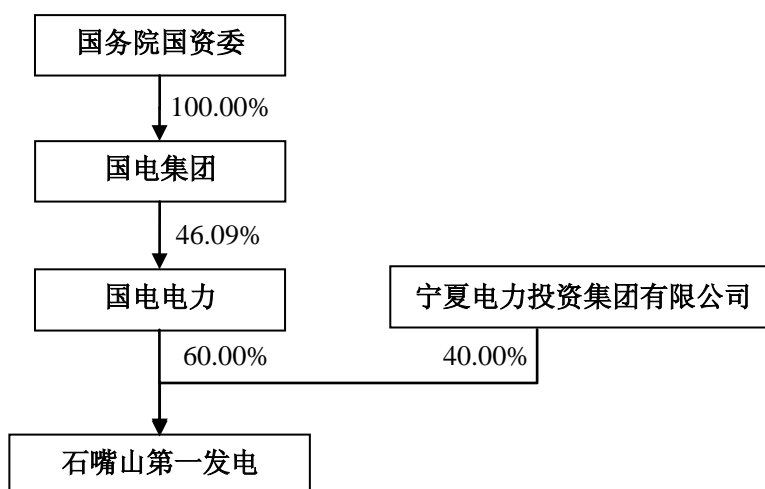 国务院国资委
100.00%
国电集团
46.09%
国电电力
宁夏电力投资集团有限公司
60.00%
40.00%
石嘴山第一发电